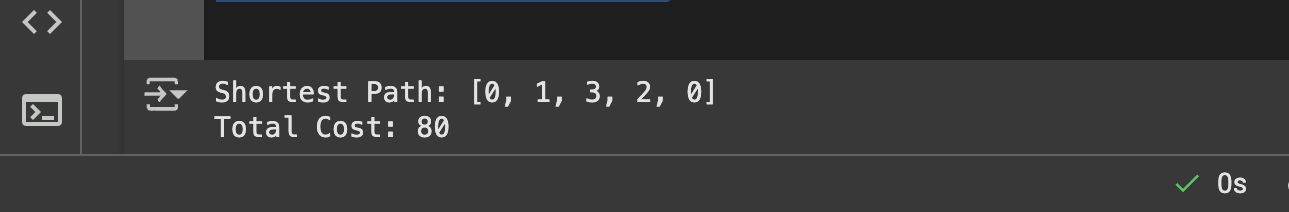 Shortest Path: [0, 1, 3, 2, 0]
Total Cost: 80
0s